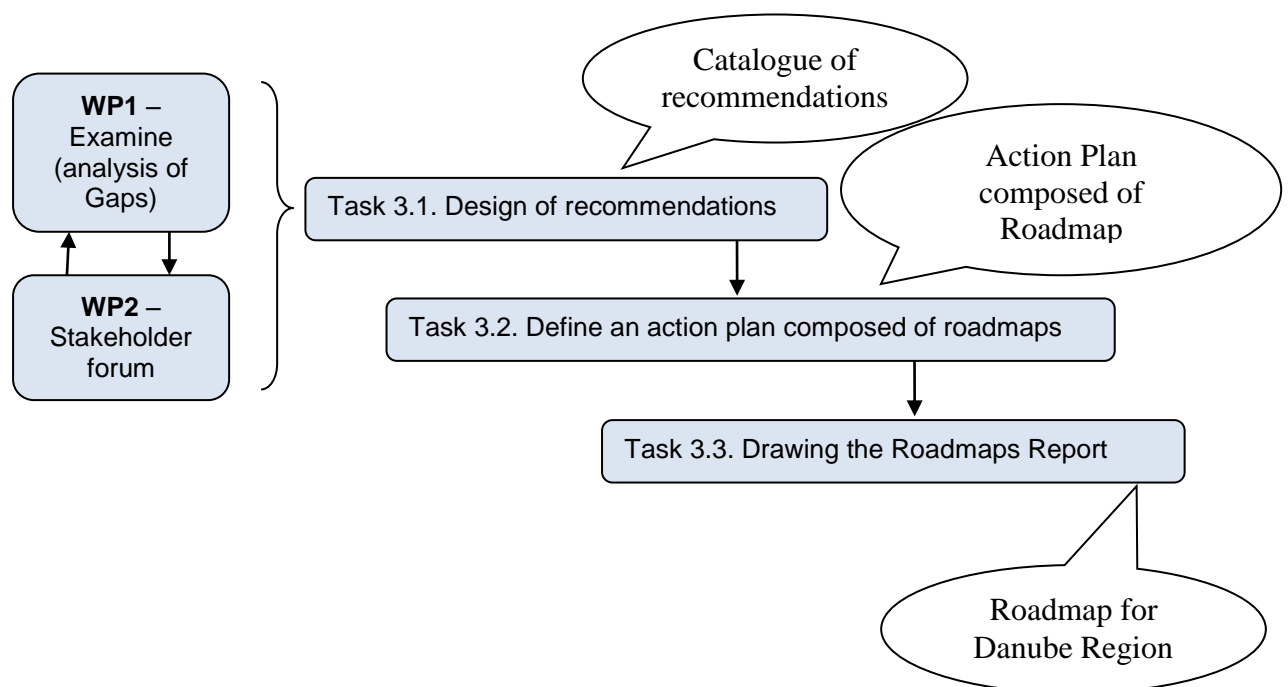 WP1 –
Examine
(analysis of
Gaps)
WP2 –
Stakeholder
forum
Catalogue of
recommendations
Task 3.1. Design of recommendations
Action Plan
composed of
Roadmap
Task 3.2. Define an action plan composed of roadmaps
Task 3.3. Drawing the Roadmaps Report
Roadmap for
Danube Region